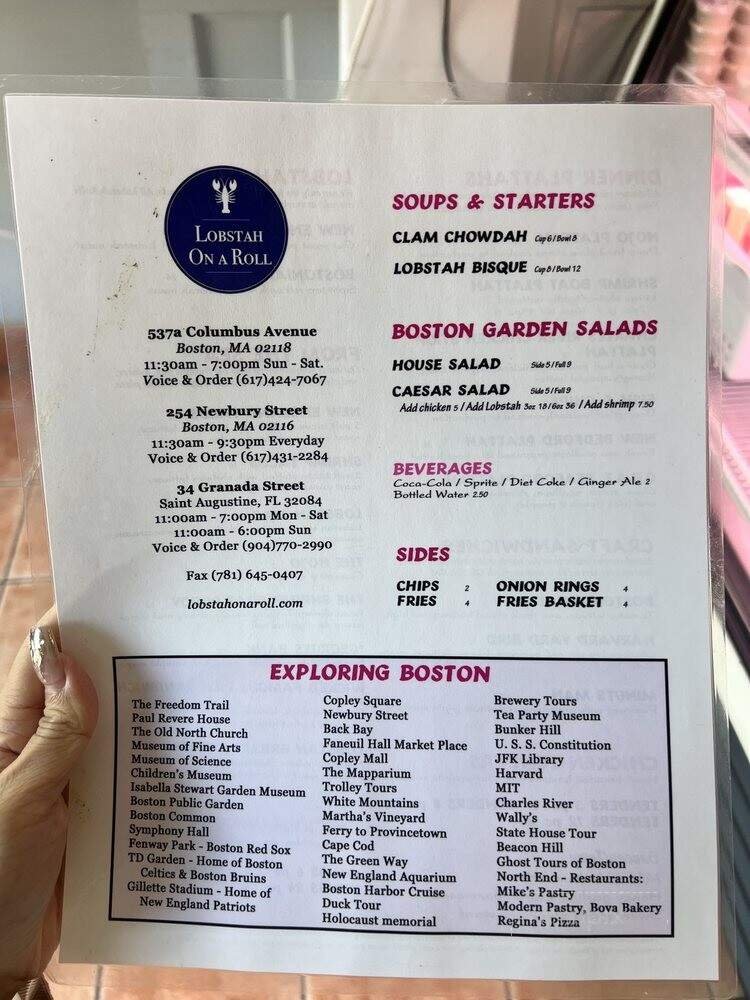 LOBSTAH
ON A ROLL
537a Columbus Avenue
Boston, MA 02118
11:30am - 7:00pm Sun - Sat.
Voice & Order (617)424-7067
254 Newbury Street
Boston, MA 02116
11:30am - 9:30pm Everyday
Voice & Order (617)431-2284
34 Granada Street
Saint Augustine, FL 32084
11:00am - 7:00pm Mon - Sat
11:00am - 6:00pm Sun
Voice & Order (904)770-2990
Fax (781) 645-0407
lobstahonaroll.com
SOUPS & STARTERS
CLAM CHOWDAH Cup 6 / Bowl 8
LOBSTAH BISQUE Cup 8 / Bowl 12
BOSTON GARDEN SALADS
HOUSE SALAD Side 5 / Full 9
CAESAR SALAD Side 5 / Full 9
Add chicken 5 / Add Lobstah 3oz 18 / 6oz 36 / Add shrimp 7.50
BEVERAGES
Coca-Cola / Sprite / Diet Coke / Ginger Ale 2
Bottled Water 2.50
SIDES
CHIPS 2 ONION RINGS 4
FRIES 4 FRIES BASKET 4
EXPLORING BOSTON
The Freedom Trail
Paul Revere House
The Old North Church
Museum of Fine Arts
Museum of Science
Children's Museum
Isabella Stewart Garden Museum
Boston Public Garden
Boston Common
Symphony Hall
Fenway Park - Boston Red Sox
TD Garden - Home of Boston
Celtics & Boston Bruins
Gillette Stadium - Home of
New England Patriots
Copley Square
Newbury Street
Back Bay
Faneuil Hall Market Place
Copley Mall
The Mapparium
Trolley Tours
White Mountains
Martha's Vineyard
Ferry to Provincetown
Cape Cod
The Green Way
New England Aquarium
Boston Harbor Cruise
Duck Tour
Holocaust memorial
Brewery Tours
Tea Party Museum
Bunker Hill
U. S. S. Constitution
JFK Library
Harvard
MIT
Charles River
Wally's
State House Tour
Beacon Hill
Ghost Tours of Boston
North End - Restaurants:
Mike's Pastry
Modern Pastry, Bova Bakery
Regina's Pizza